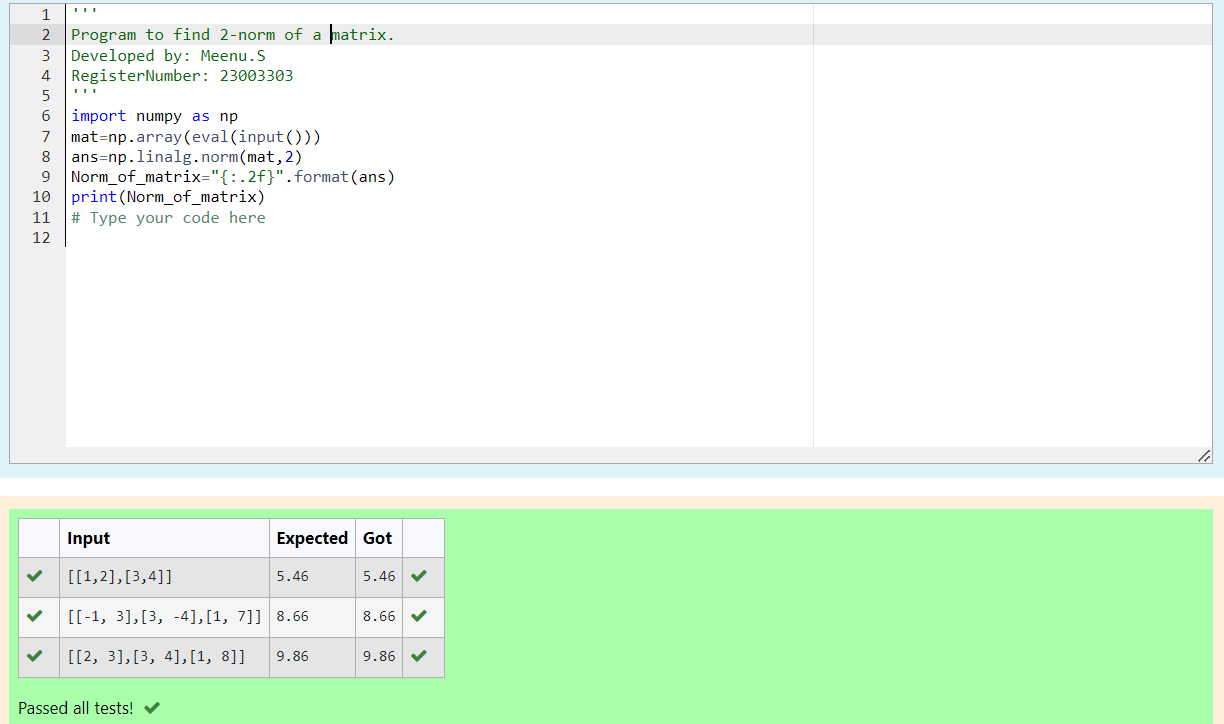 1 '''
2 Program to find 2-norm of a matrix.
3 Developed by: Meenu.S
4 RegisterNumber: 23003303
5 '''
6 import numpy as np
7 mat=np.array(eval(input()))
8 ans=np.linalg.norm(mat,2)
9 Norm_of_matrix="{:.2f}".format(ans)
10 print(Norm_of_matrix)
11 # Type your code here
12
Input Expected Got
[[1,2],[3,4]] 5.46 5.46
[[-1, 3],[3, -4],[1, 7]] 8.66 8.66
[[2, 3],[3, 4],[1, 8]] 9.86 9.86
Passed all tests!